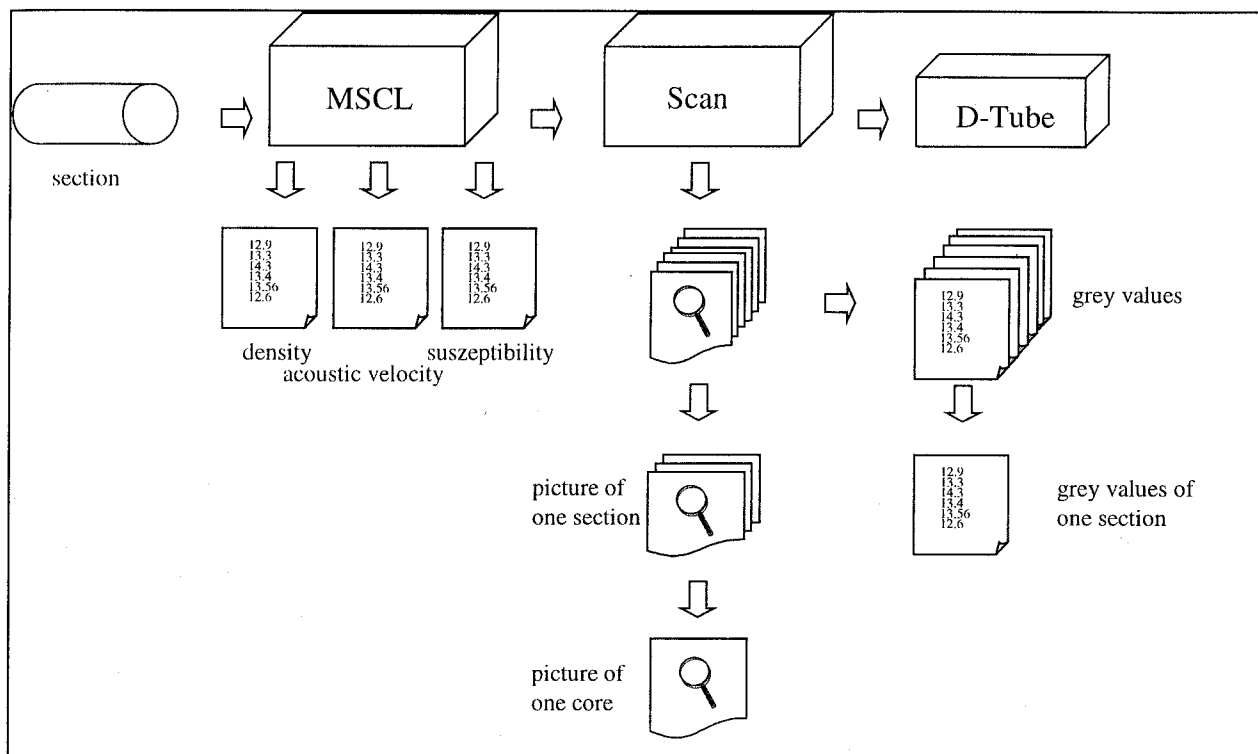 MSCL
Scan
D-Tube
section
12.9
13.3
14.3
13.4
13.56
12.6
12.9
13.3
14.3
13.4
13.56
12.6
12.9
13.3
14.3
13.4
13.56
12.6
density
acoustic velocity
suszeptibility
12.9
13.3
14.3
13.4
13.56
12.6
grey values
picture of
one section
12.9
13.3
14.3
13.4
13.56
12.6
grey values of
one section
picture of
one core